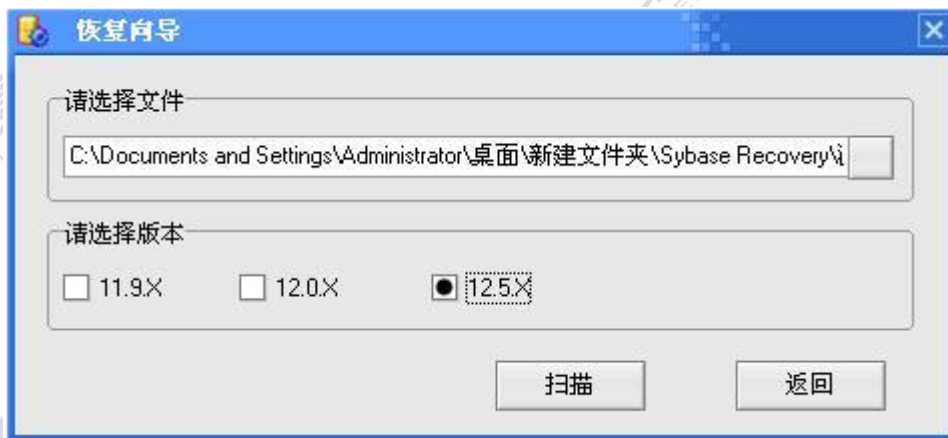 恢复向导
请选择文件
C:\Documents and Settings\Administrator\桌面\新建文件夹\Sybase Recovery\
请选择版本
11.9.X 12.0.X 12.5.X
扫描 返回